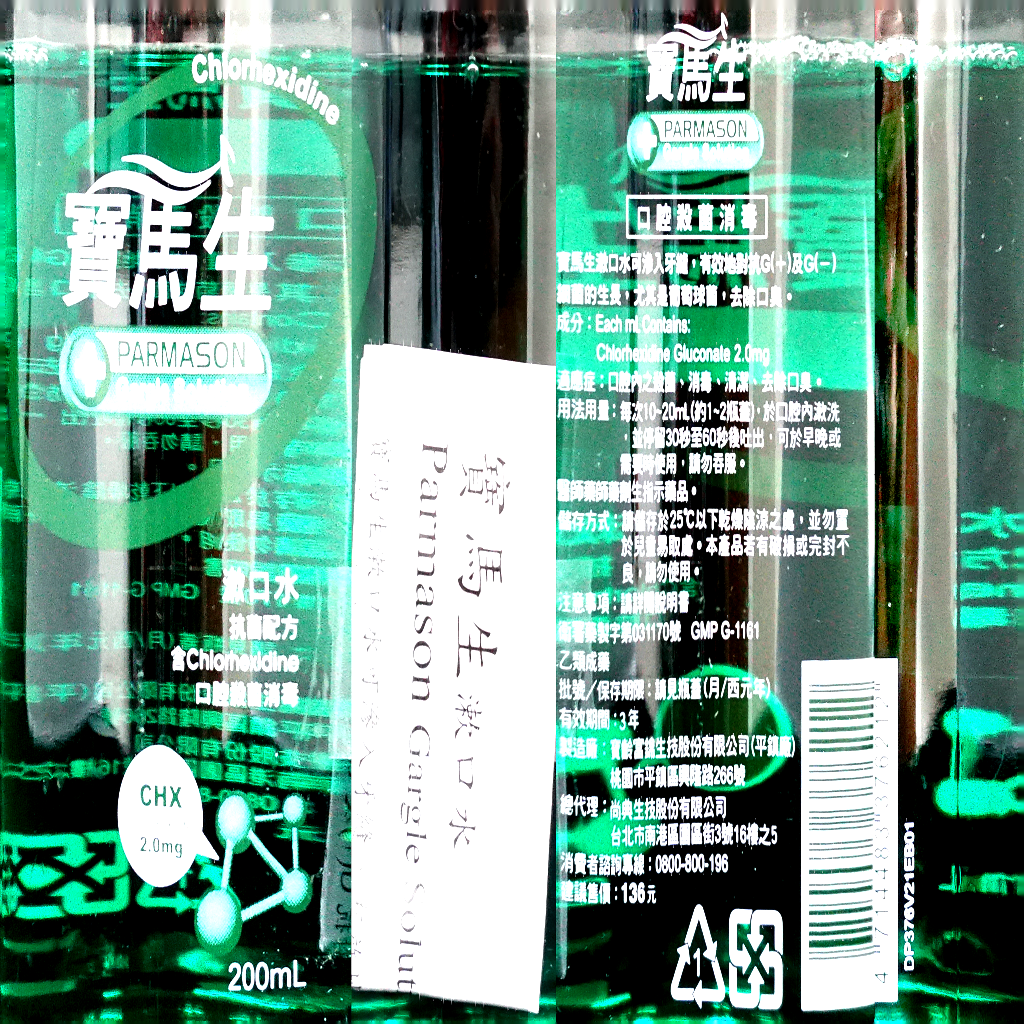 Chlorhexidine
寶馬生
PARMASON
漱口水
抗菌配方
含Chlorhexidine
口腔殺菌消毒
CHX
2.0mg
200mL
寶馬生漱口水
Parmason Gargle Solut
寶馬生
PARMASON
口腔殺菌消毒
寶馬生漱口水可滲入牙縫，有效地對抗G(+)及G(-)
細菌的生長，尤其是葡萄球菌，去除口臭。
成分：Each mL Contains:
Chlorhexidine Gluconate 2.0mg
適應症：口腔內之殺菌、消毒、清潔、去除口臭。
用法用量：每次10~20mL(約1~2瓶蓋)，於口腔內漱洗
，並停留30秒至60秒後吐出，可於早晚或
需要時使用，請勿吞服。
醫師藥師藥劑生指示藥品。
儲存方式：請儲存於25℃以下乾燥陰涼之處，並勿置
於兒童易取處。本產品若有破損或完封不
良，請勿使用。
注意事項：請詳閱說明書
衛署藥製字第031170號 GMP G-1161
乙類成藥
批號／保存期限：請見瓶蓋(月/西元年)
有效期間：3年
製造廠：寶齡富錦生技股份有限公司(平鎮廠)
桃園市平鎮區興隆路266號
總代理：尚典生技股份有限公司
台北市南港區園區街3號16樓之5
消費者諮詢專線：0800-800-196
建議售價：136元
1
DP376V21EB01